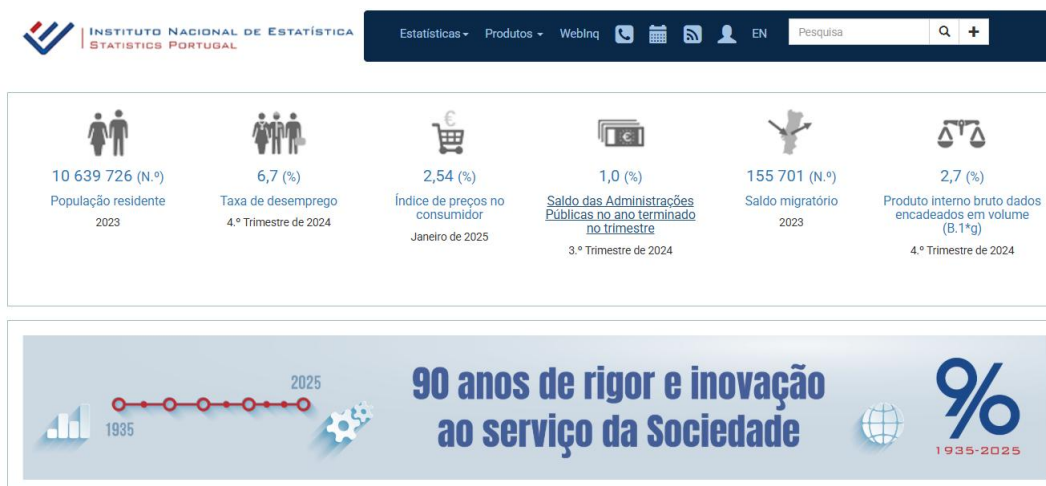 INSTITUTO NACIONAL DE ESTATÍSTICA
STATISTICS PORTUGAL
Estatísticas Produtos WebInq EN Pesquisa
10 639 726 (N.º)
População residente
2023
6,7 (%)
Taxa de desemprego
4.º Trimestre de 2024
2,54 (%)
Índice de preços no
consumidor
Janeiro de 2025
1,0 (%)
Saldo das Administrações
Públicas no ano terminado
no trimestre
3.º Trimestre de 2024
155 701 (N.º)
Saldo migratório
2023
2,7 (%)
Produto interno bruto dados
encadeados em volume
(B.1*g)
4.º Trimestre de 2024
2025
1935
90 anos de rigor e inovação
ao serviço da Sociedade
%
1935-2025